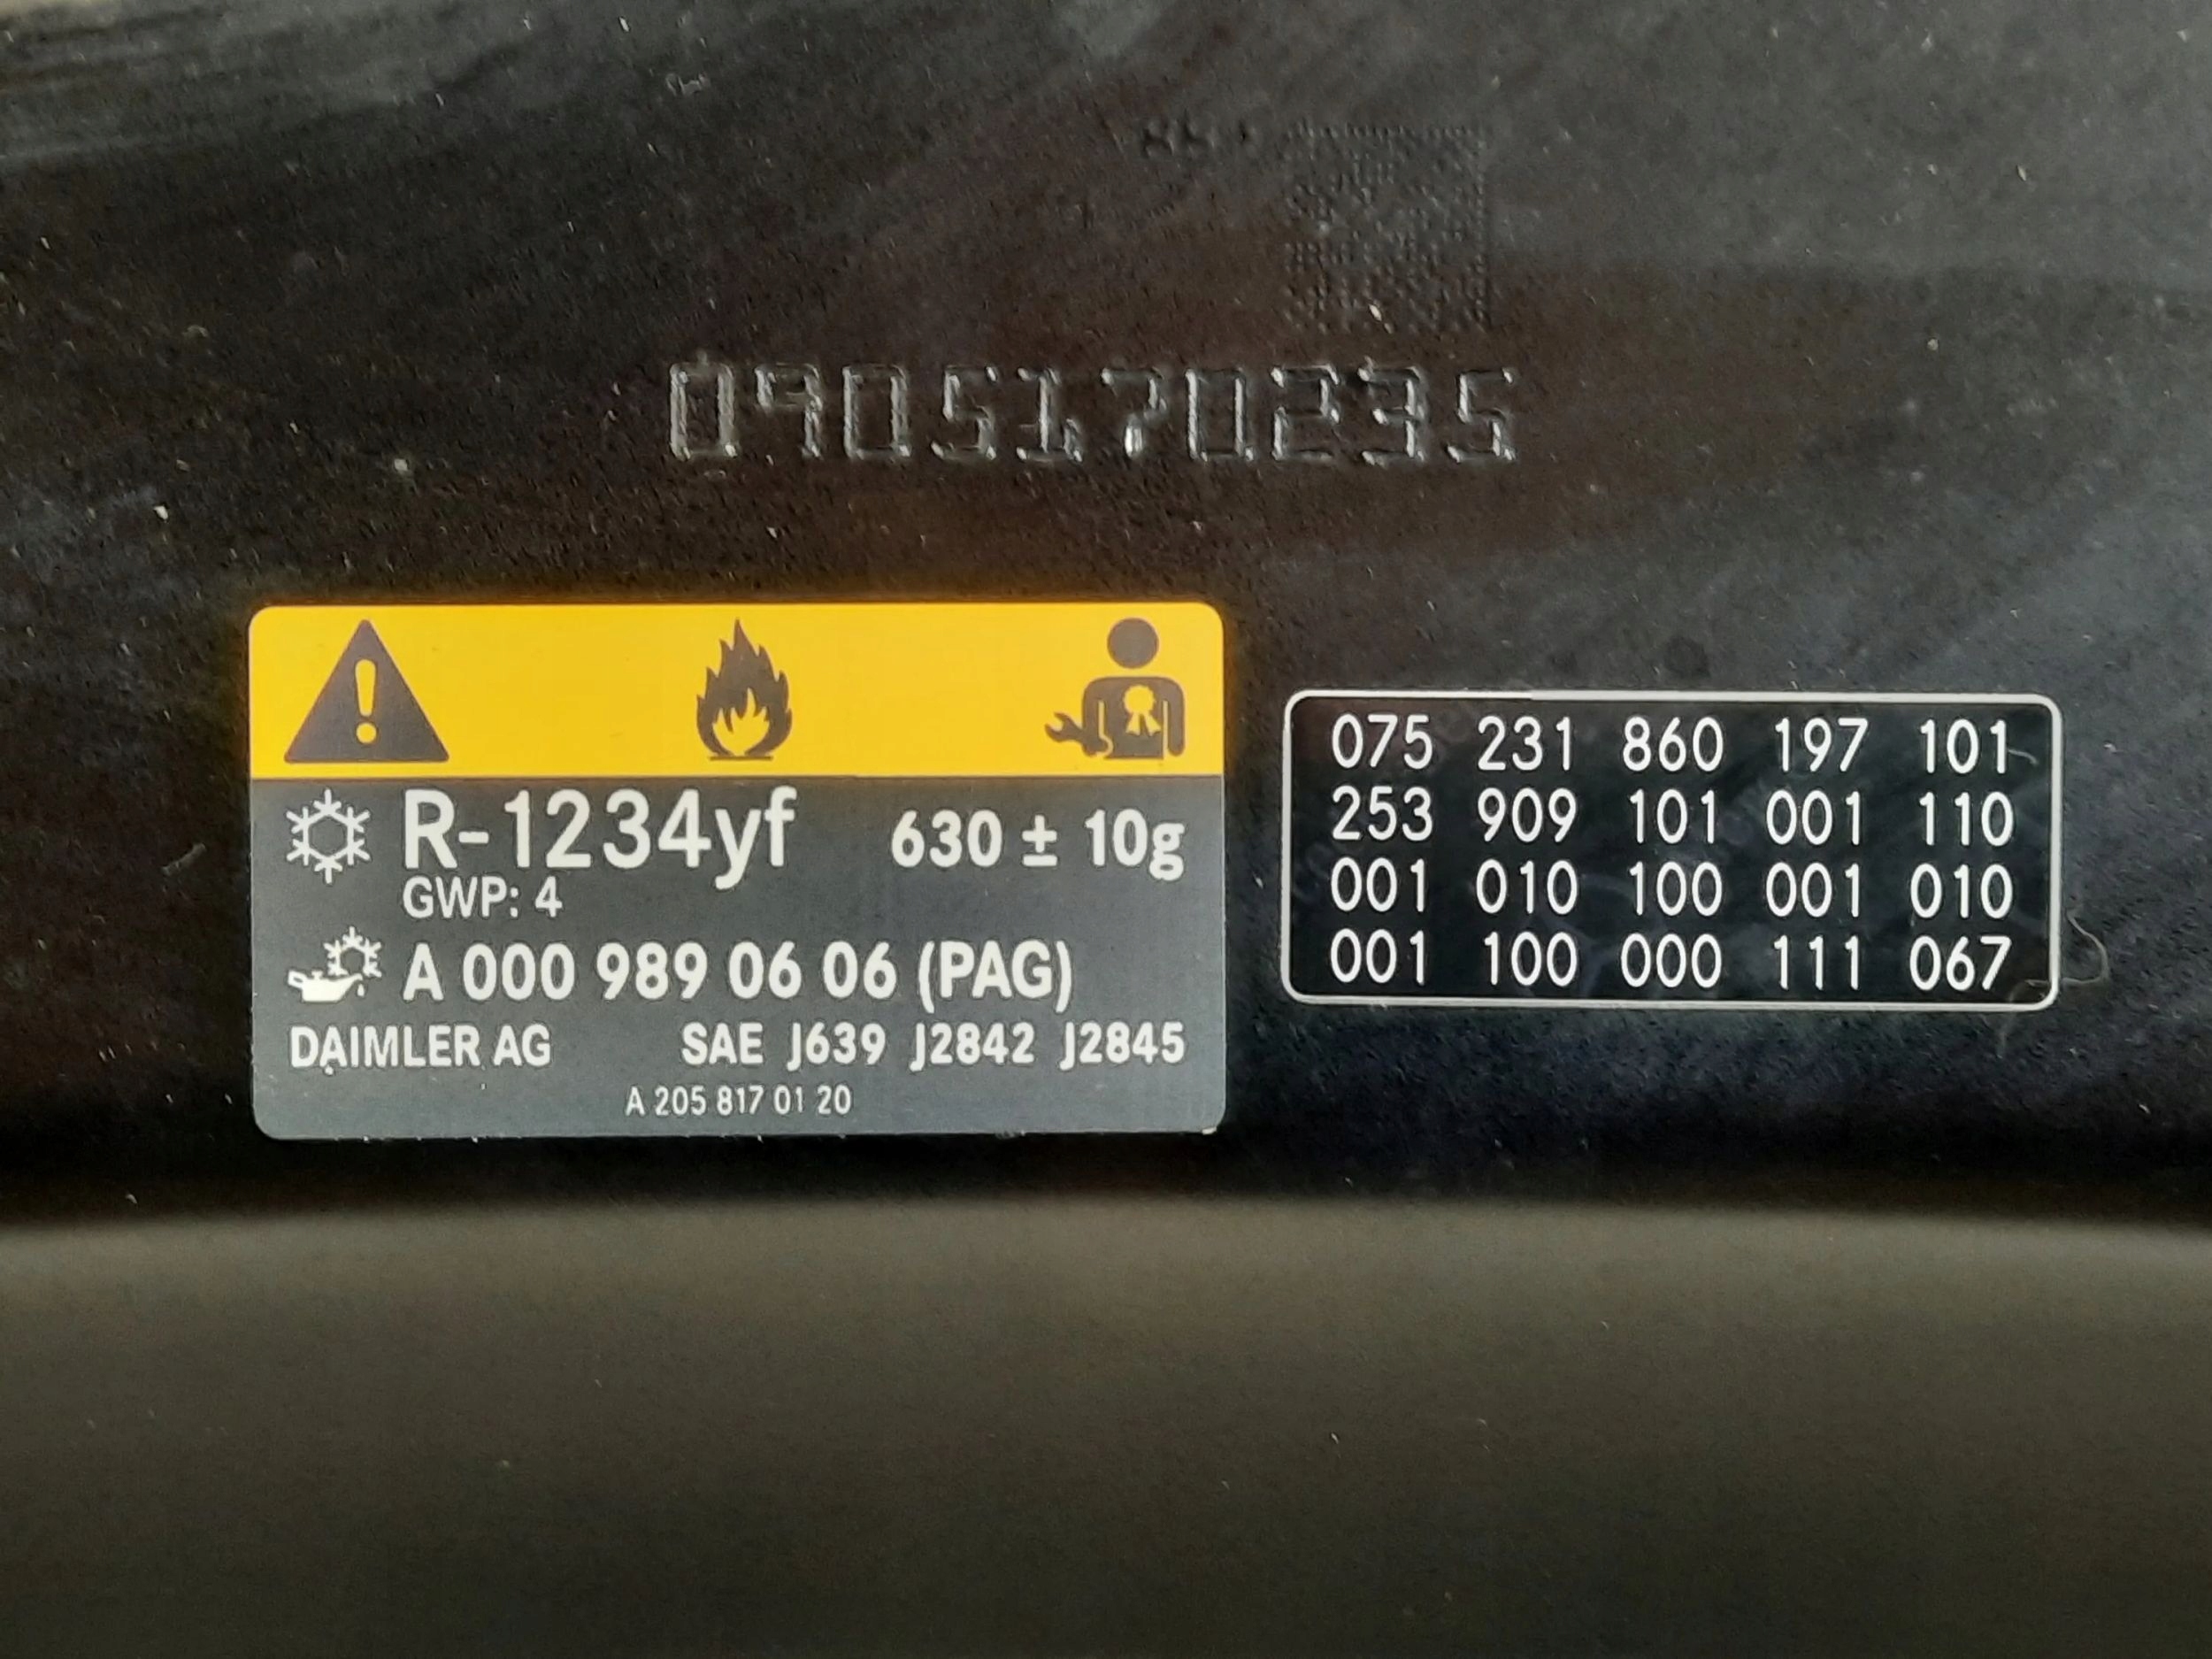 0905170235
R-1234yf 630 ± 10g
GWP: 4
A 000 989 06 06 (PAG)
DAIMLER AG SAE J639 J2842 J2845
A 205 817 01 20
075 231 860 197 101
253 909 101 001 110
001 010 100 001 010
001 100 000 111 067